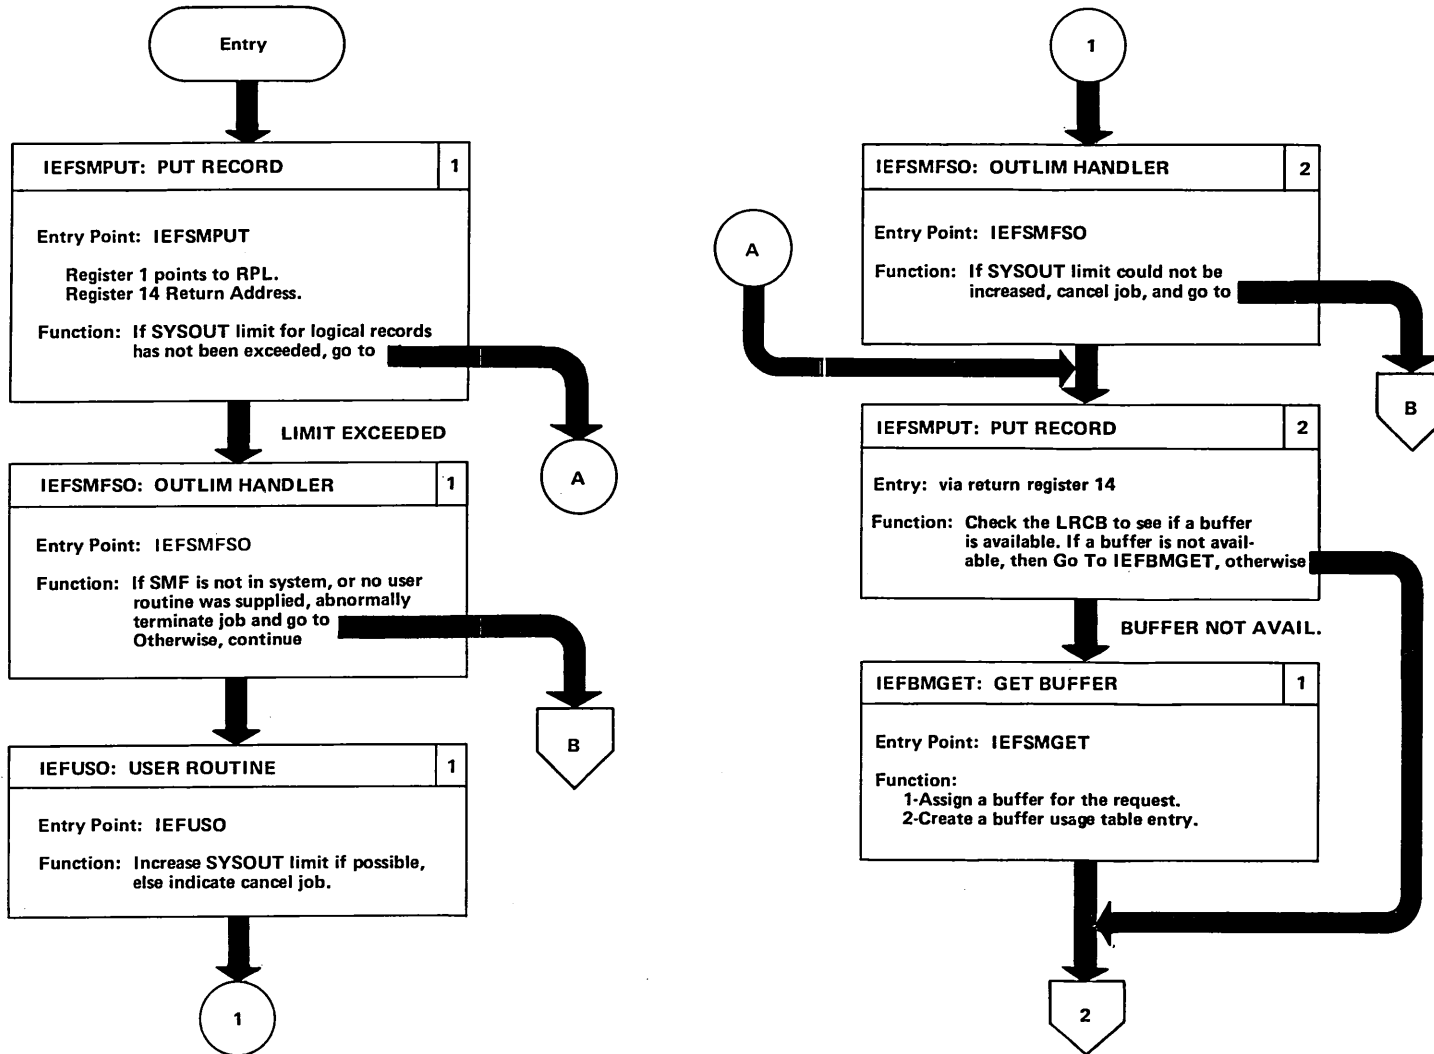 Entry
IEFSMPUT: PUT RECORD 1
Entry Point: IEFSMPUT
Register 1 points to RPL.
Register 14 Return Address.
Function: If SYSOUT limit for logical records
has not been exceeded, go to
A
LIMIT EXCEEDED
IEFSMFSO: OUTLIM HANDLER 1
Entry Point: IEFSMFSO
Function: If SMF is not in system, or no user
routine was supplied, abnormally
terminate job and go to
Otherwise, continue
B
IEFUSO: USER ROUTINE 1
Entry Point: IEFUSO
Function: Increase SYSOUT limit if possible,
else indicate cancel job.
1
1
IEFSMFSO: OUTLIM HANDLER 2
Entry Point: IEFSMFSO
Function: If SYSOUT limit could not be
increased, cancel job, and go to
A
B
IEFSMPUT: PUT RECORD 2
Entry: via return register 14
Function: Check the LRCB to see if a buffer
is available. If a buffer is not avail-
able, then Go To IEFBMGET, otherwise
BUFFER NOT AVAIL.
IEFBMGET: GET BUFFER 1
Entry Point: IEFSMGET
Function:
1-Assign a buffer for the request.
2-Create a buffer usage table entry.
2